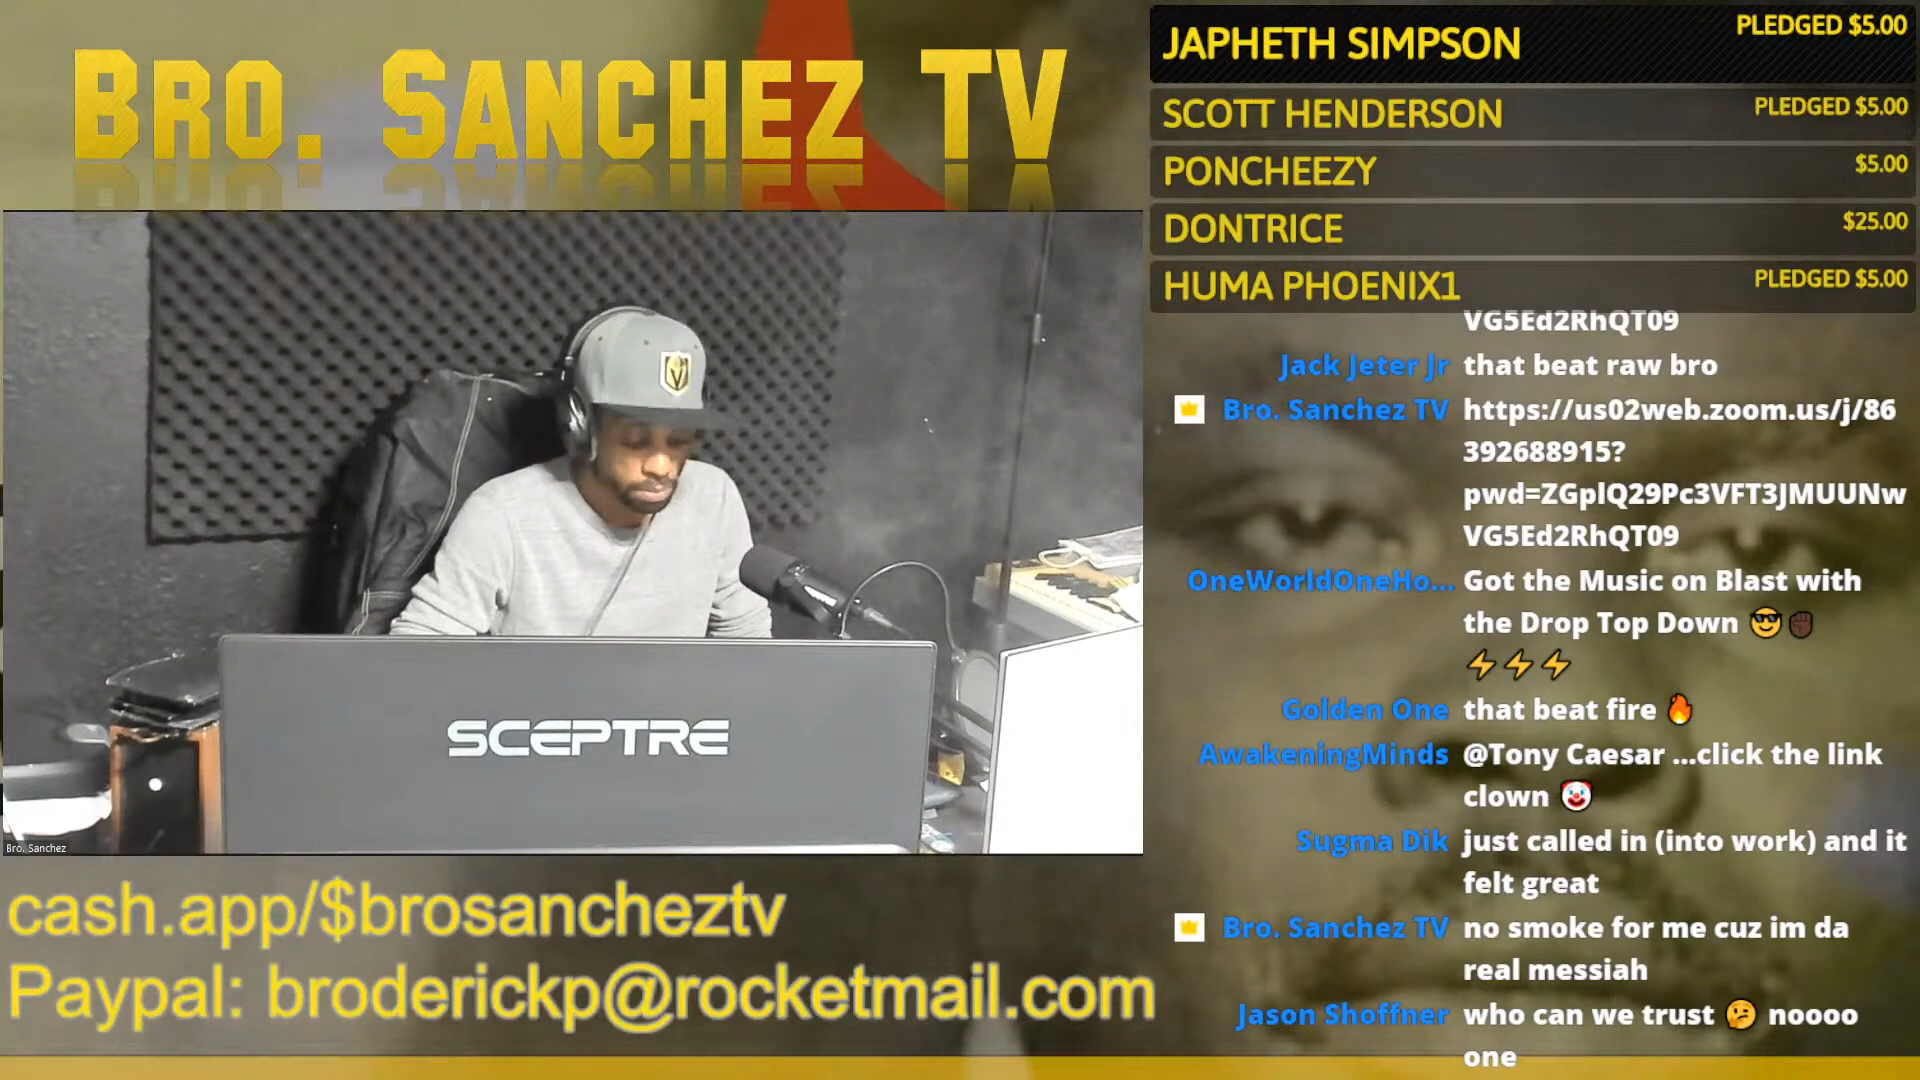 BRO. SANCHEZ TV
JAPHETH SIMPSON PLEDGED $5.00
SCOTT HENDERSON PLEDGED $5.00
PONCHEEZY $5.00
DONTRICE $25.00
HUMA PHOENIX1 PLEDGED $5.00
VG5Ed2RhQT09
Jack Jeter Jr that beat raw bro
Bro. Sanchez TV https://us02web.zoom.us/j/86
392688915?
pwd=ZGplQ29Pc3VFT3JMUUNw
VG5Ed2RhQT09
OneWorldOneHo... Got the Music on Blast with
the Drop Top Down 😎✊🏿
⚡⚡⚡
Golden One that beat fire 🔥
AwakeningMinds @Tony Caesar ...click the link
clown 🤡
Sugma Dik just called in (into work) and it
felt great
Bro. Sanchez TV no smoke for me cuz im da
real messiah
Jason Shoffner who can we trust 🤔 noooo
one
SCEPTRE
Bro. Sanchez
cash.app/$brosancheztv
Paypal: broderickp@rocketmail.com